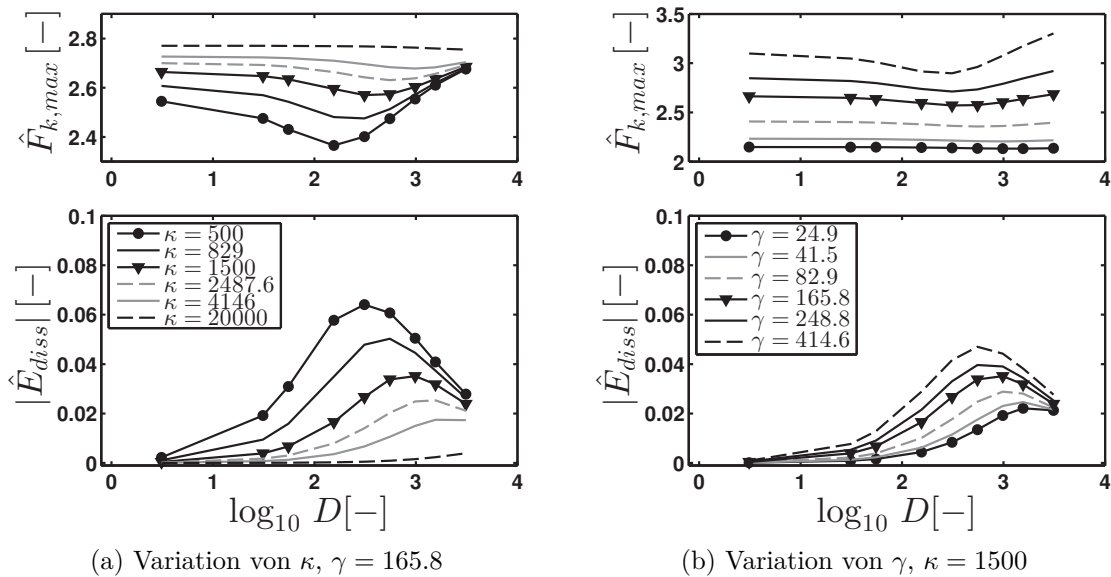 2.8
2.6
2.4
0 1 2 3 4
F̂k,max [−]
3.5
3
2.5
2
0 1 2 3 4
F̂k,max [−]
0.1
0.08
0.06
0.04
0.02
0
0 1 2 3 4
|Êdiss| [−]
κ = 500
κ = 829
κ = 1500
κ = 2487.6
κ = 4146
κ = 20000
log10 D[−]
0.1
0.08
0.06
0.04
0.02
0
0 1 2 3 4
|Êdiss| [−]
γ = 24.9
γ = 41.5
γ = 82.9
γ = 165.8
γ = 248.8
γ = 414.6
log10 D[−]
(a) Variation von κ, γ = 165.8
(b) Variation von γ, κ = 1500